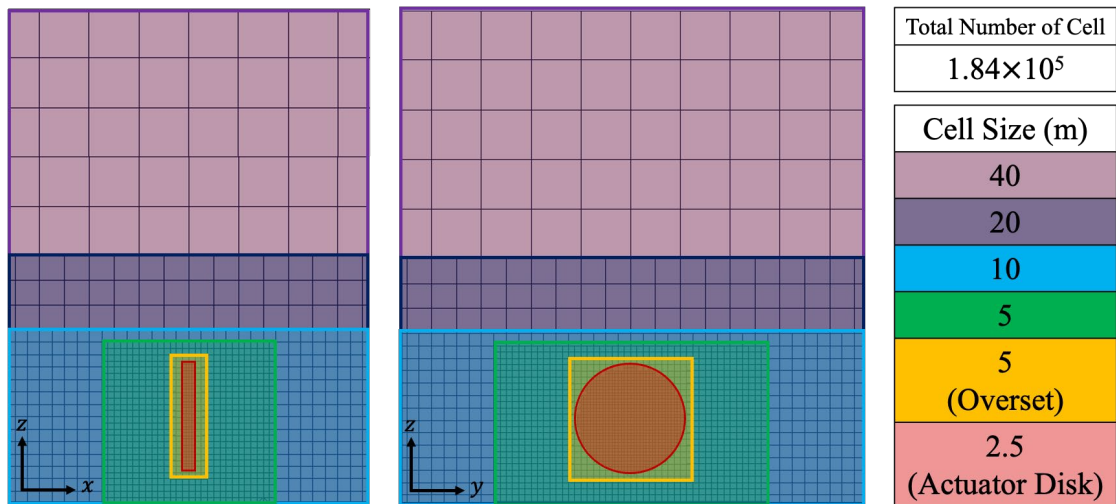 z
x
z
y
Total Number of Cell
1.84×10⁵
Cell Size (m)
40
20
10
5
5
(Overset)
2.5
(Actuator Disk)